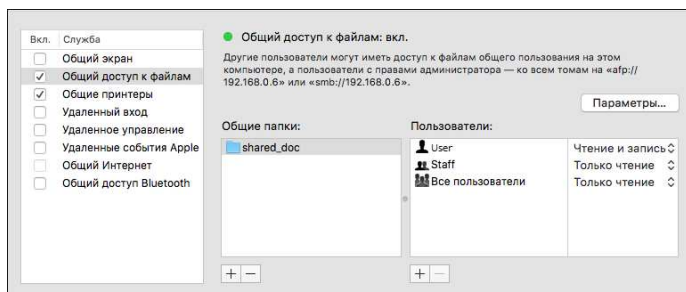 Вкл. Служба
Общий экран
Общий доступ к файлам
Общие принтеры
Удаленный вход
Удаленное управление
Удаленные события Apple
Общий Интернет
Общий доступ Bluetooth
Общий доступ к файлам: вкл.
Другие пользователи могут иметь доступ к файлам общего пользования на этом
компьютере, а пользователи с правами администратора — ко всем томам на «afp://
192.168.0.6» или «smb://192.168.0.6».
Параметры...
Общие папки:
shared_doc
Пользователи:
User Чтение и запись
Staff Только чтение
Все пользователи Только чтение